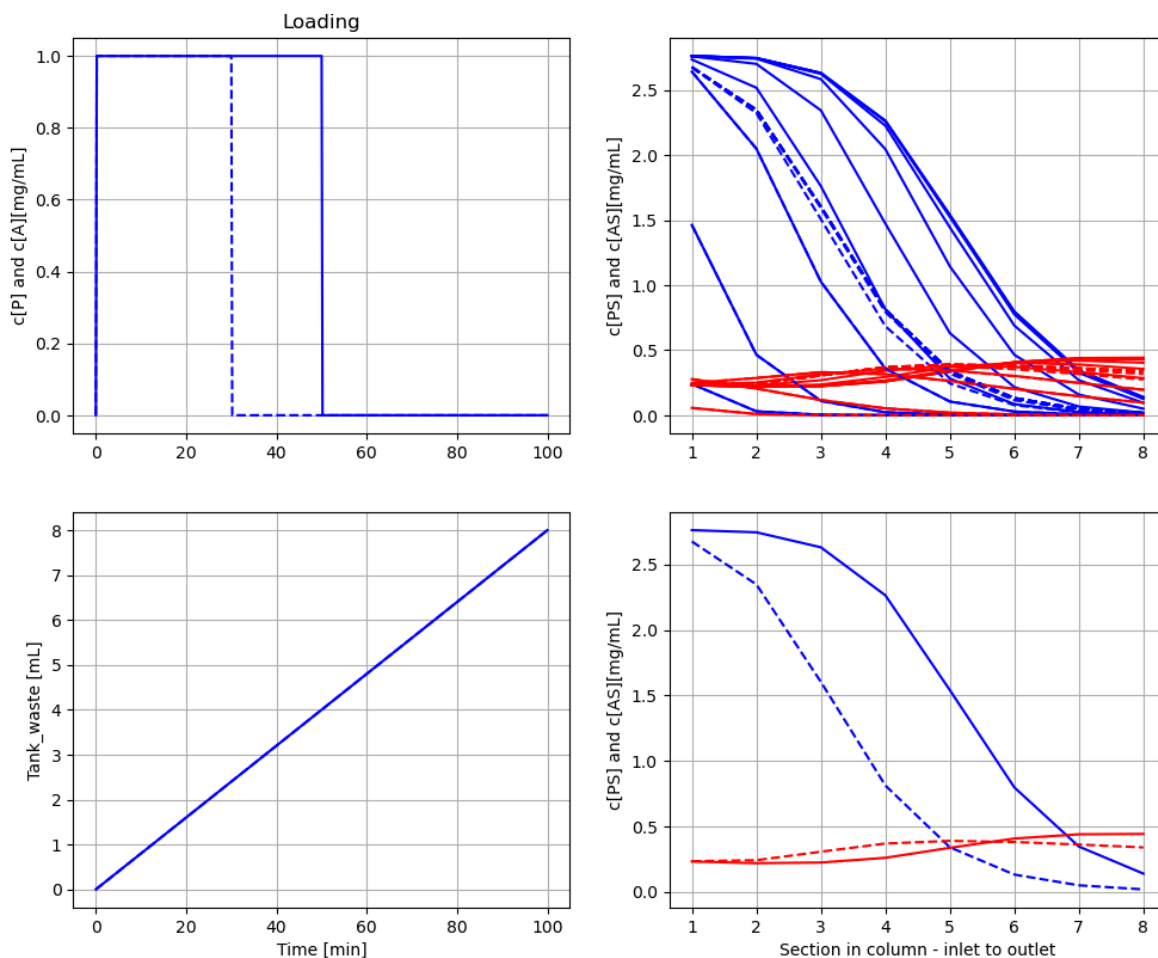 Loading
c[P] and c[A][mg/mL]
1.0
0.8
0.6
0.4
0.2
0.0
0 20 40 60 80 100
c[PS] and c[AS][mg/mL]
2.5
2.0
1.5
1.0
0.5
0.0
1 2 3 4 5 6 7 8
Tank_waste [mL]
8
7
6
5
4
3
2
1
0
0 20 40 60 80 100
Time [min]
c[PS] and c[AS][mg/mL]
2.5
2.0
1.5
1.0
0.5
0.0
1 2 3 4 5 6 7 8
Section in column - inlet to outlet